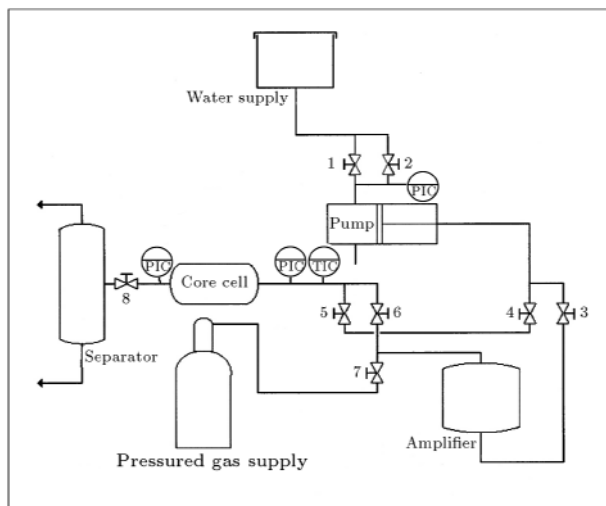 Water supply
1
2
PIC
Pump
PIC
PIC
TIC
Core cell
8
5
6
4
3
Separator
7
Amplifier
Pressured gas supply